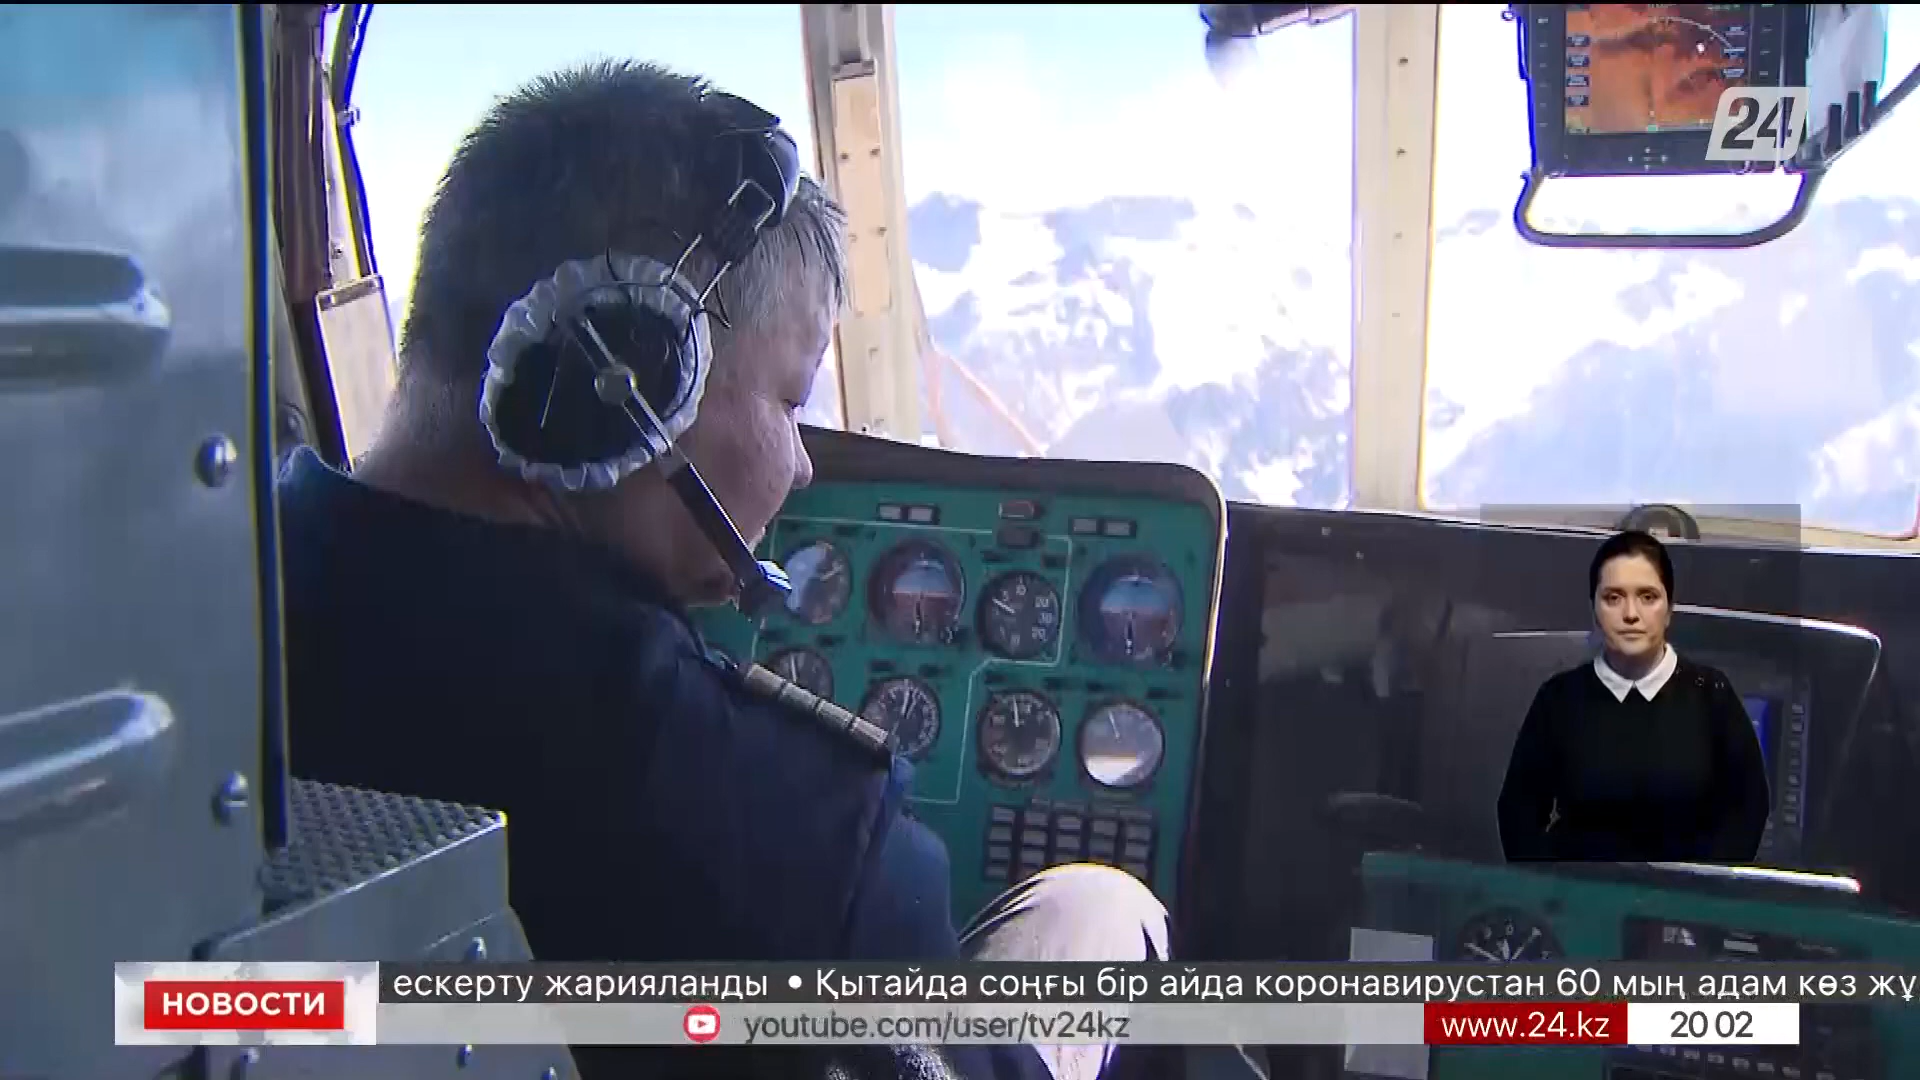 24
ескерту жарияланды • Қытайда соңғы бір айда коронавирустан 60 мың адам көз жұ
НОВОСТИ
youtube.com/user/tv24kz
www.24.kz
20 02